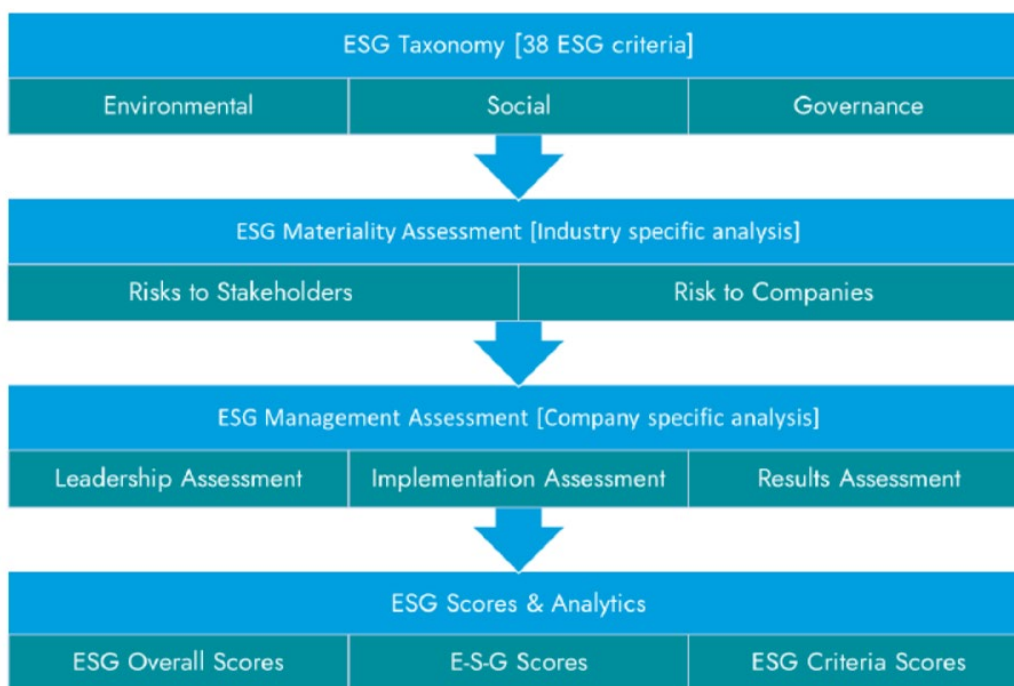 ESG Taxonomy [38 ESG criteria]
Environmental
Social
Governance
ESG Materiality Assessment [Industry specific analysis]
Risks to Stakeholders
Risk to Companies
ESG Management Assessment [Company specific analysis]
Leadership Assessment
Implementation Assessment
Results Assessment
ESG Scores & Analytics
ESG Overall Scores
E-S-G Scores
ESG Criteria Scores